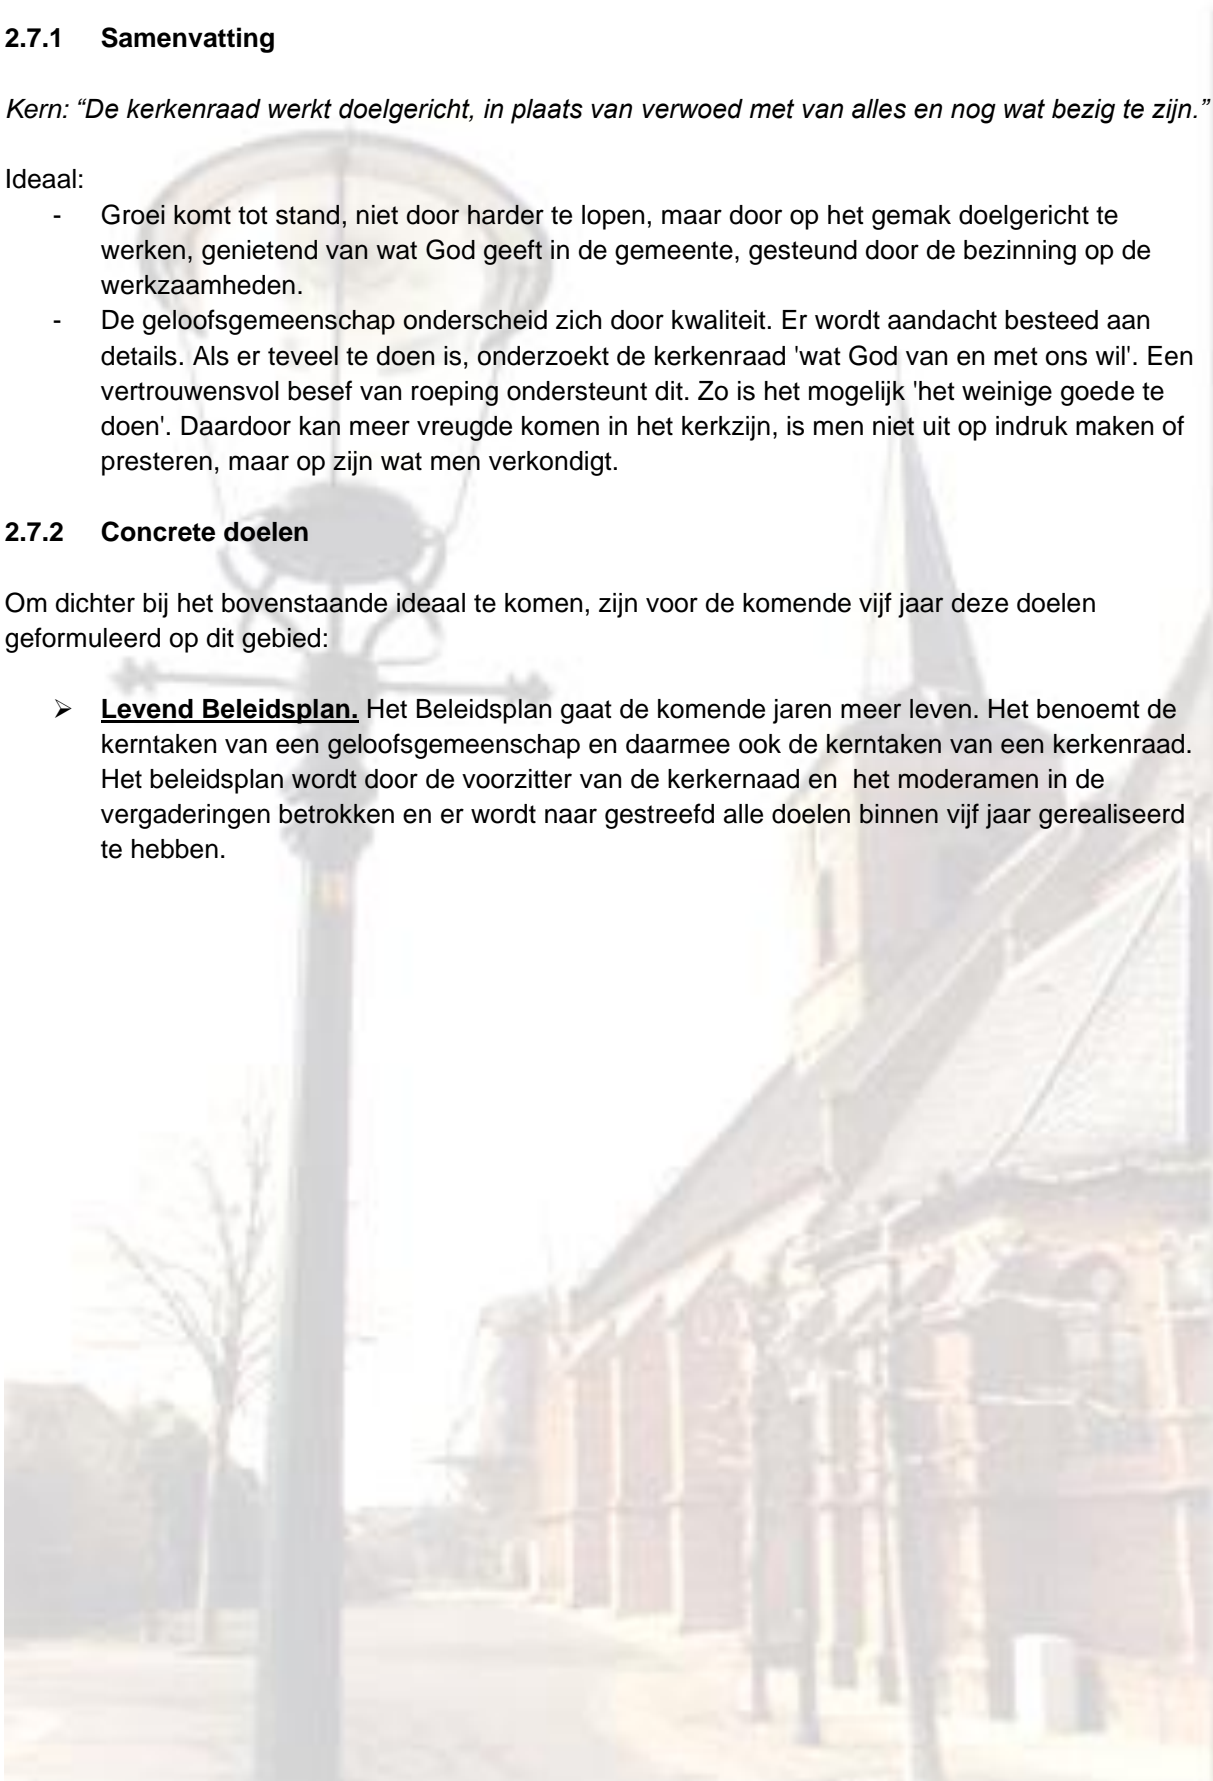 2.7.1 Samenvatting
Kern: “De kerkenraad werkt doelgericht, in plaats van verwoed met van alles en nog wat bezig te zijn.”
Ideaal:
- Groei komt tot stand, niet door harder te lopen, maar door op het gemak doelgericht te
werken, genietend van wat God geeft in de gemeente, gesteund door de bezinning op de
werkzaamheden.
- De geloofsgemeenschap onderscheid zich door kwaliteit. Er wordt aandacht besteed aan
details. Als er teveel te doen is, onderzoekt de kerkenraad 'wat God van en met ons wil'. Een
vertrouwensvol besef van roeping ondersteunt dit. Zo is het mogelijk 'het weinige goede te
doen'. Daardoor kan meer vreugde komen in het kerkzijn, is men niet uit op indruk maken of
presteren, maar op zijn wat men verkondigt.
2.7.2 Concrete doelen
Om dichter bij het bovenstaande ideaal te komen, zijn voor de komende vijf jaar deze doelen
geformuleerd op dit gebied:
➢ Levend Beleidsplan. Het Beleidsplan gaat de komende jaren meer leven. Het benoemt de
kerntaken van een geloofsgemeenschap en daarmee ook de kerntaken van een kerkenraad.
Het beleidsplan wordt door de voorzitter van de kerkernaad en  het moderamen in de
vergaderingen betrokken en er wordt naar gestreefd alle doelen binnen vijf jaar gerealiseerd
te hebben.